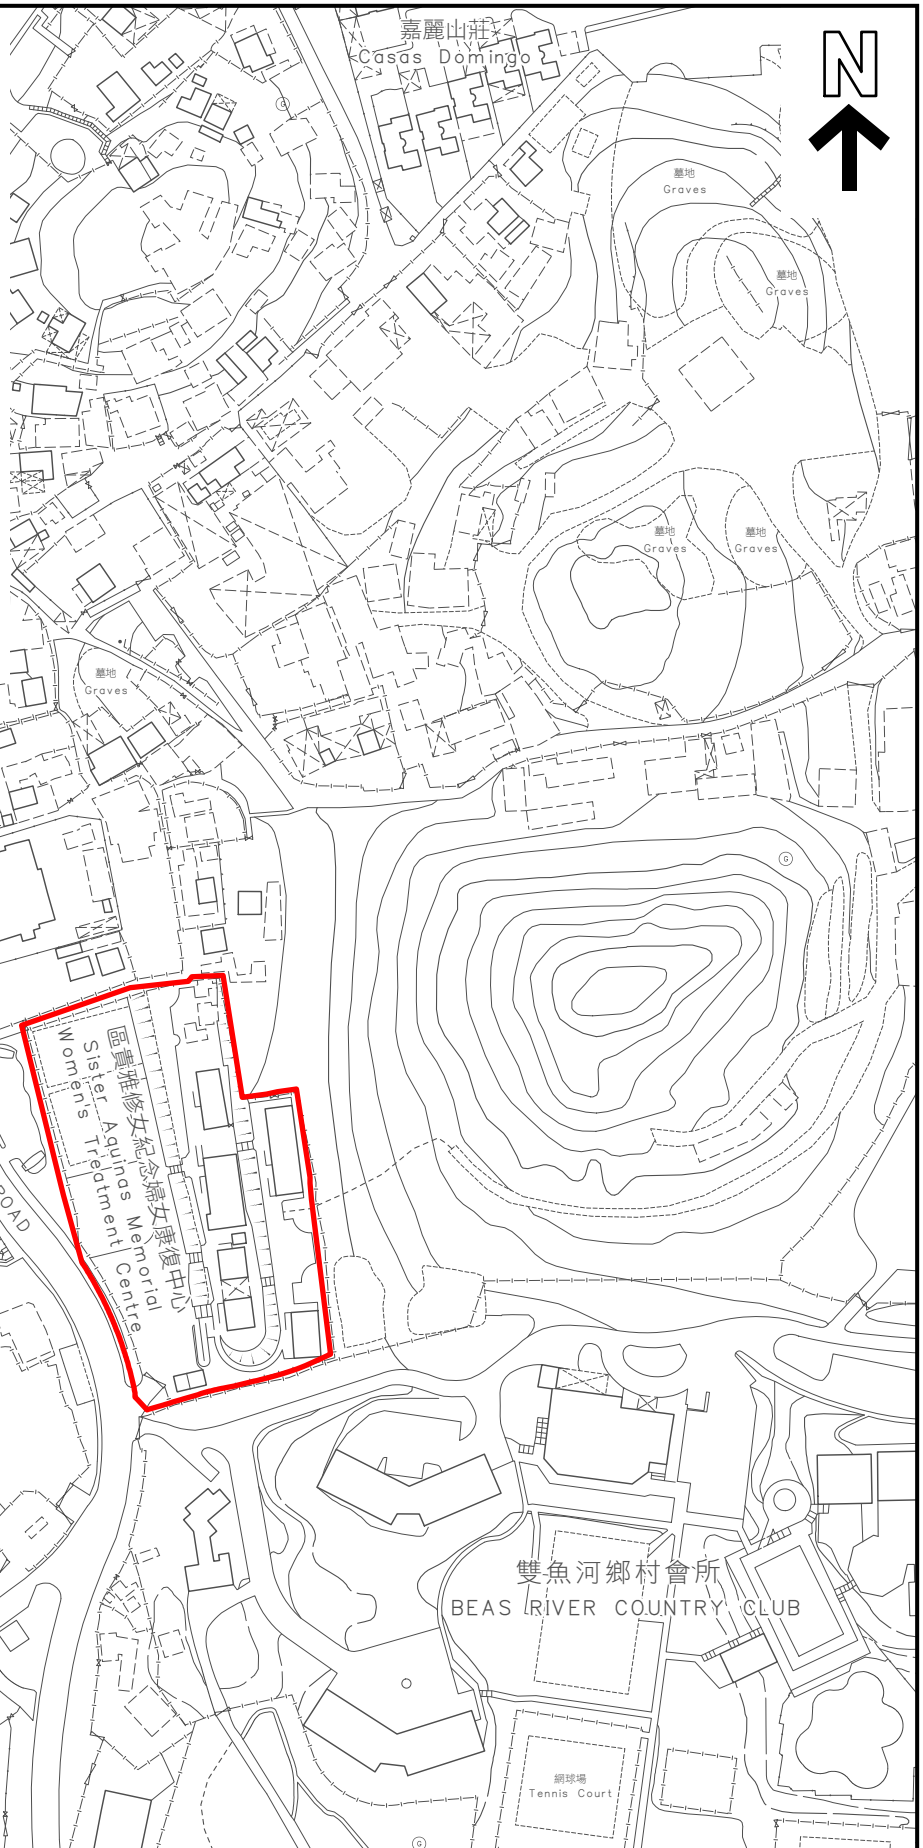 嘉麗山莊
Casas Domingo
N
G
墓地
Graves
墓地
Graves
墓地
Graves
墓地
Graves
墓地
Graves
G
區貴雅修女紀念婦女康復中心
Sister Aquinas Memorial
Women's Treatment Centre
ROAD
雙魚河鄉村會所
BEAS RIVER COUNTRY CLUB
網球場
Tennis Court
G